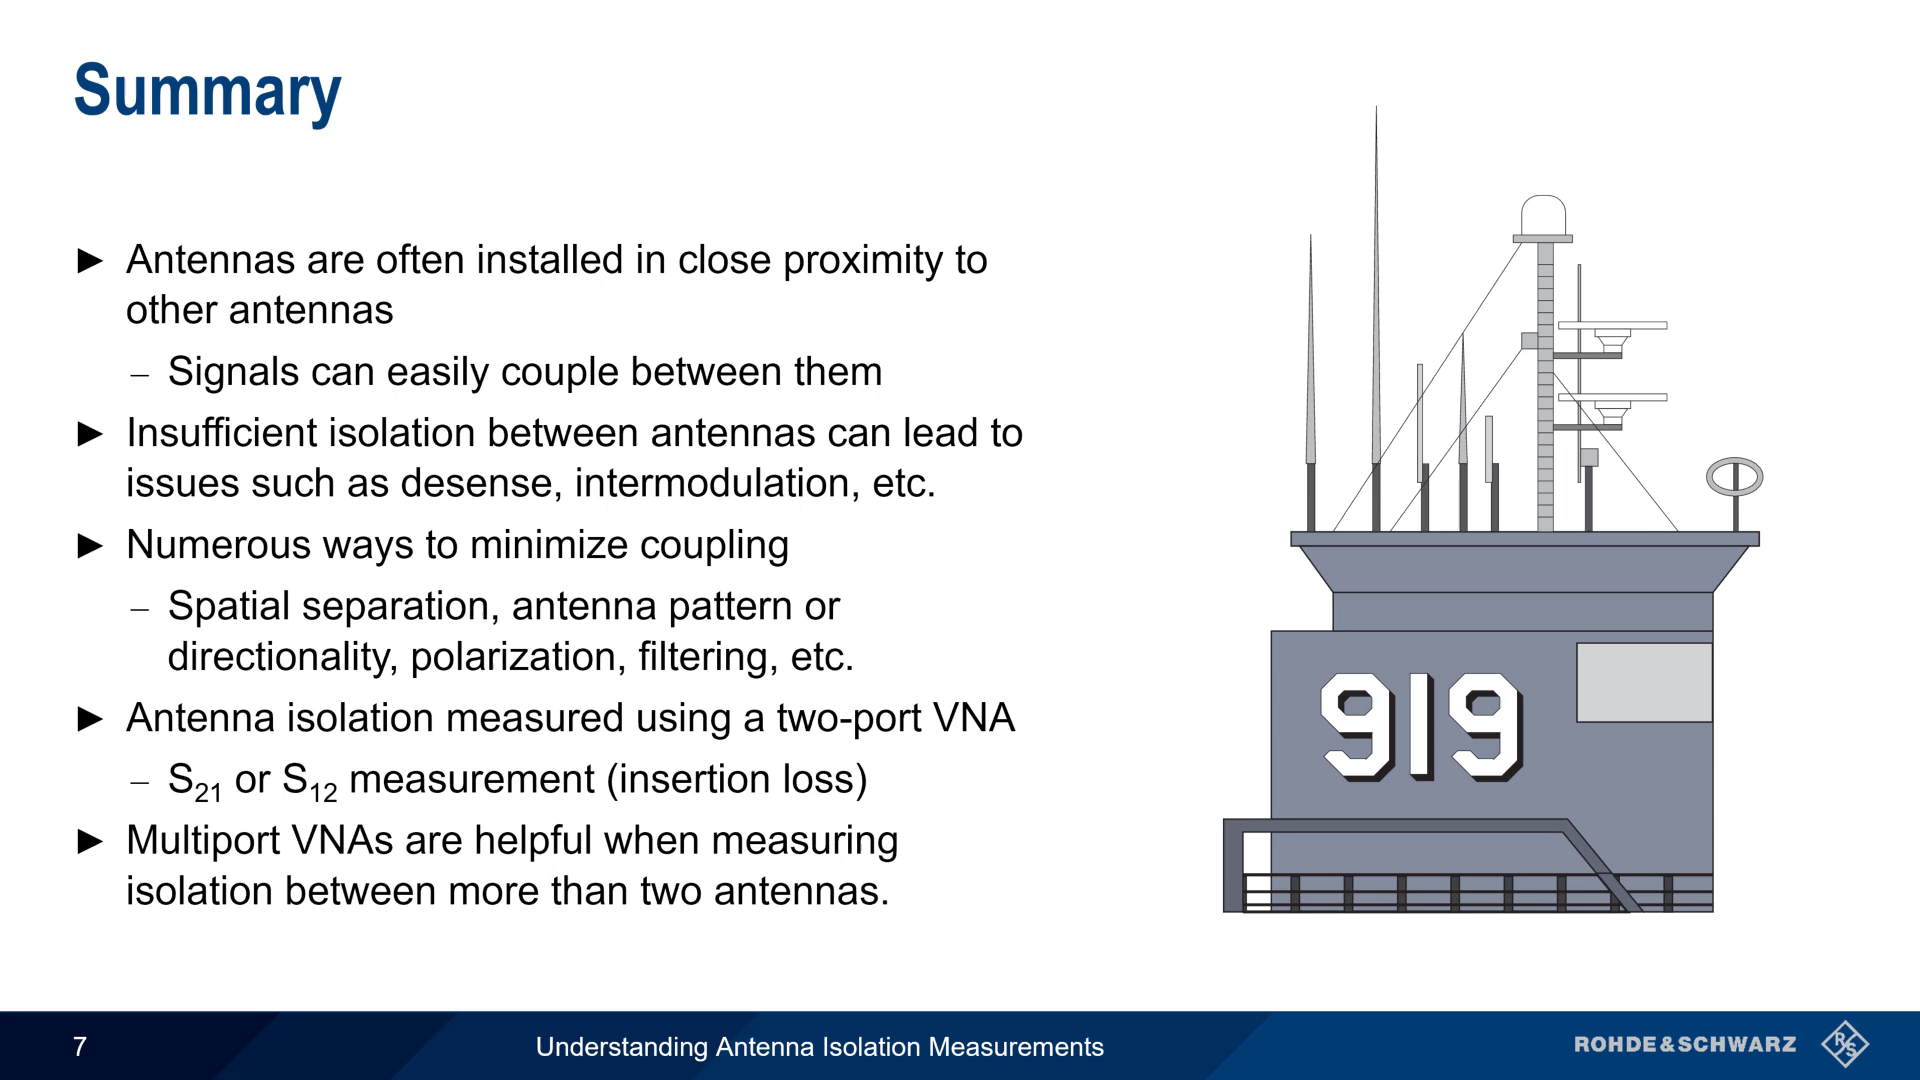 Summary
► Antennas are often installed in close proximity to
other antennas
– Signals can easily couple between them
► Insufficient isolation between antennas can lead to
issues such as desense, intermodulation, etc.
► Numerous ways to minimize coupling
– Spatial separation, antenna pattern or
directionality, polarization, filtering, etc.
► Antenna isolation measured using a two-port VNA
– S21 or S12 measurement (insertion loss)
► Multiport VNAs are helpful when measuring
isolation between more than two antennas.
919
7
Understanding Antenna Isolation Measurements
ROHDE&SCHWARZ
R&S